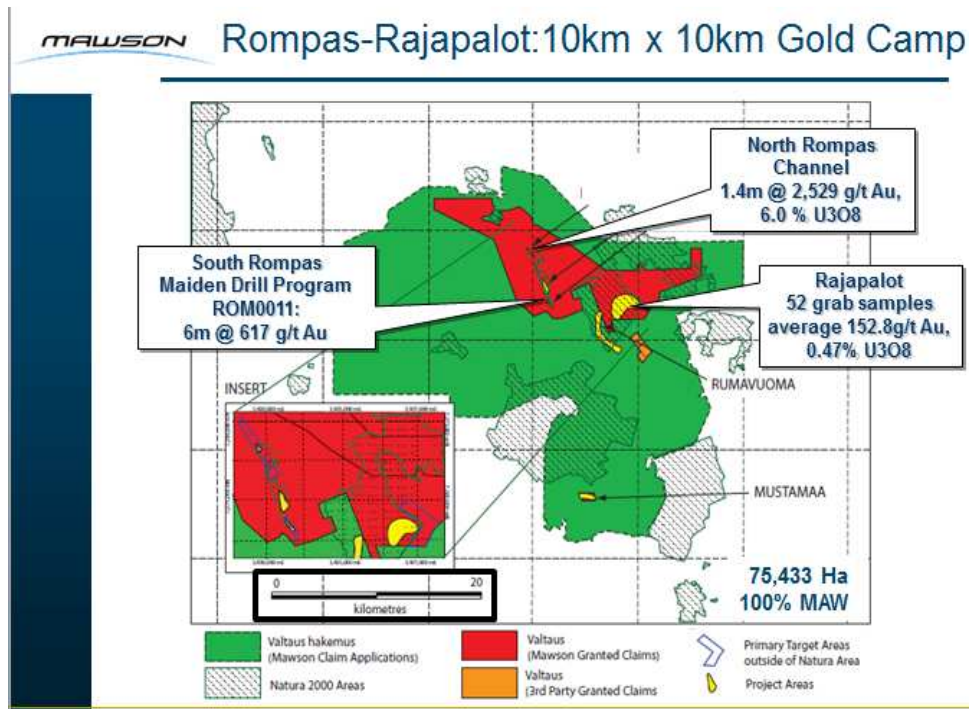 MAWSON
Rompas-Rajapalot:10km x 10km Gold Camp
North Rompas
Channel
1.4m @ 2,529 g/t Au,
6.0 % U3O8
South Rompas
Maiden Drill Program
ROM0011:
6m @ 617 g/t Au
Rajapalot
52 grab samples
average 152.8g/t Au,
0.47% U3O8
RUMAVUOMA
INSERT
MUSTAMAA
0 20
kilometres
75,433 Ha
100% MAW
Valtaus hakemus
(Mawson Claim Applications)
Natura 2000 Areas
Valtaus
(Mawson Granted Claims)
Valtaus
(3rd Party Granted Claims
Primary Target Areas
outside of Natura Area
Project Areas